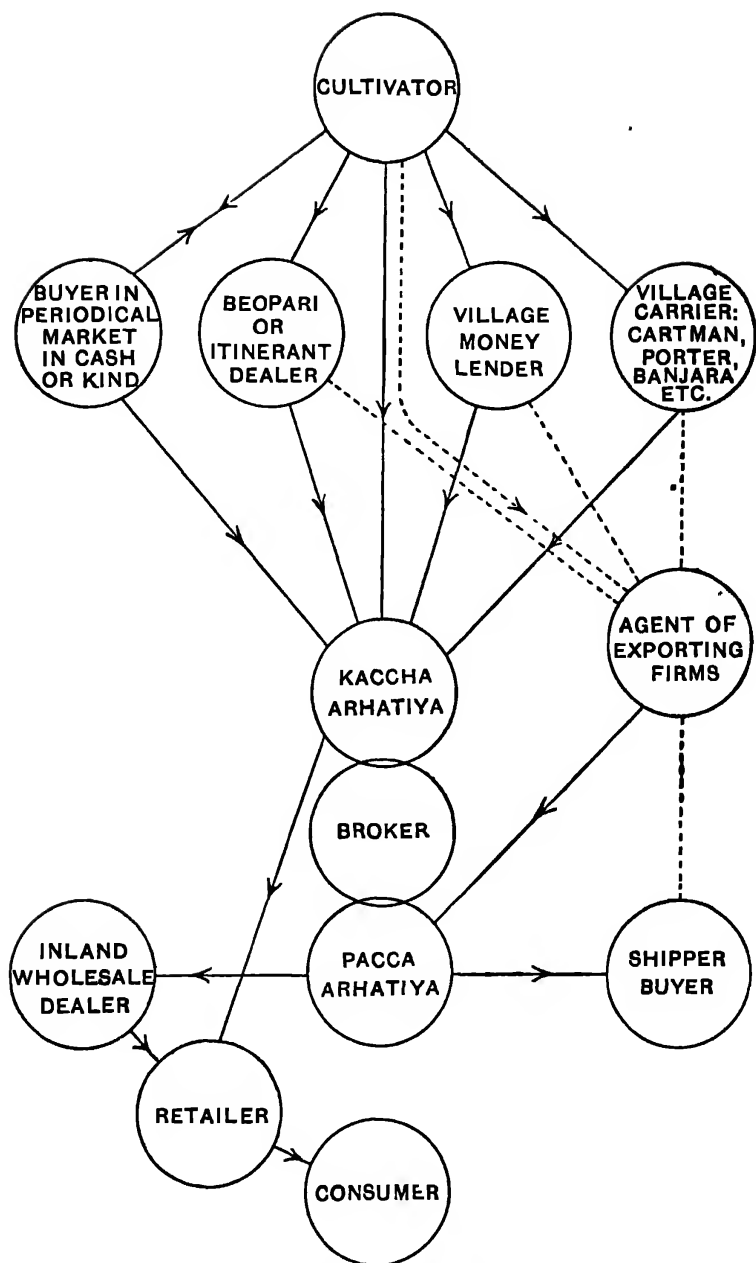 CULTIVATOR
BUYER IN
PERIODICAL
MARKET
IN CASH
OR KIND
BEOPARI
OR
ITINERANT
DEALER
VILLAGE
MONEY
LENDER
VILLAGE
CARRIER:
CARTMAN,
PORTER,
BANJARA
ETC.
AGENT OF
EXPORTING
FIRMS
KACCHA
ARHATIYA
BROKER
INLAND
WHOLESALE
DEALER
PACCA
ARHATIYA
SHIPPER
BUYER
RETAILER
CONSUMER